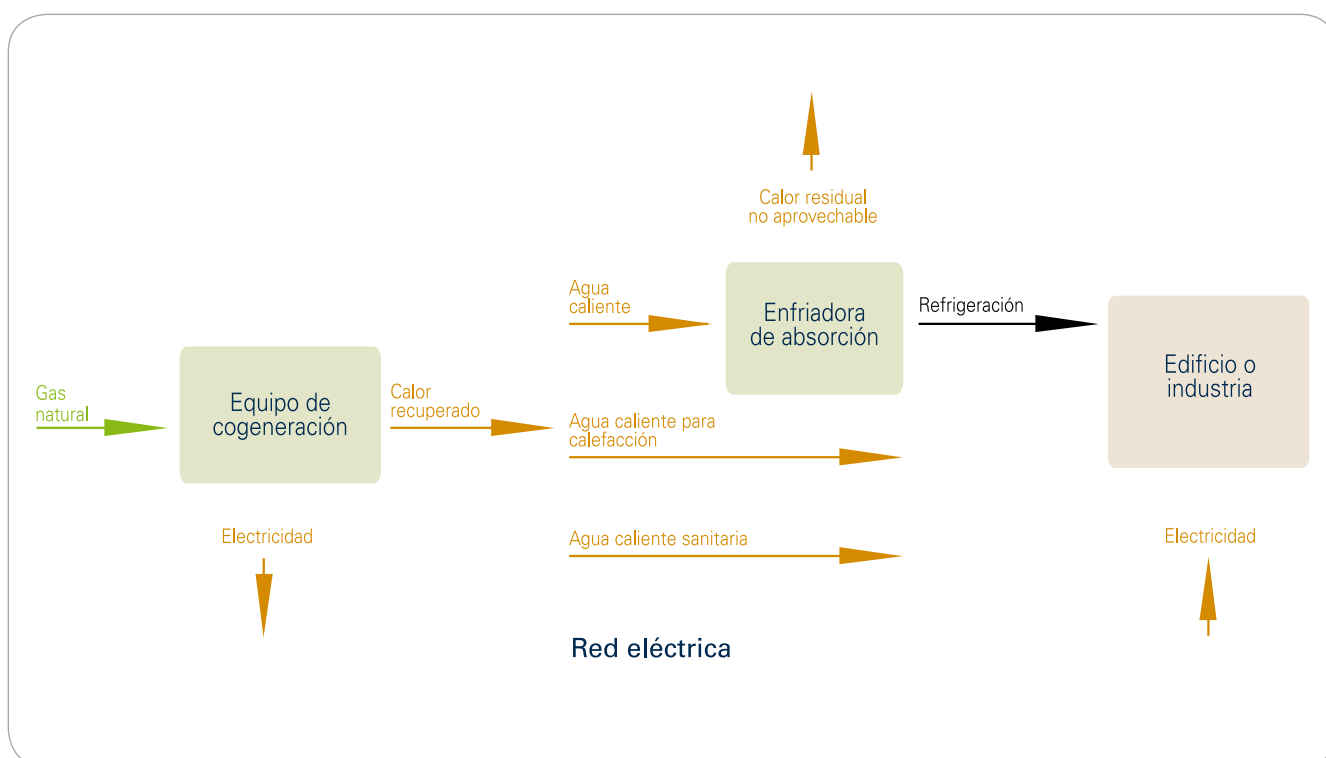 Calor residual
no aprovechable
Agua
caliente
Enfriadora
de absorción
Refrigeración
Edificio o
industria
Gas
natural
Equipo de
cogeneración
Calor
recuperado
Agua caliente para
calefacción
Electricidad
Agua caliente sanitaria
Electricidad
Red eléctrica